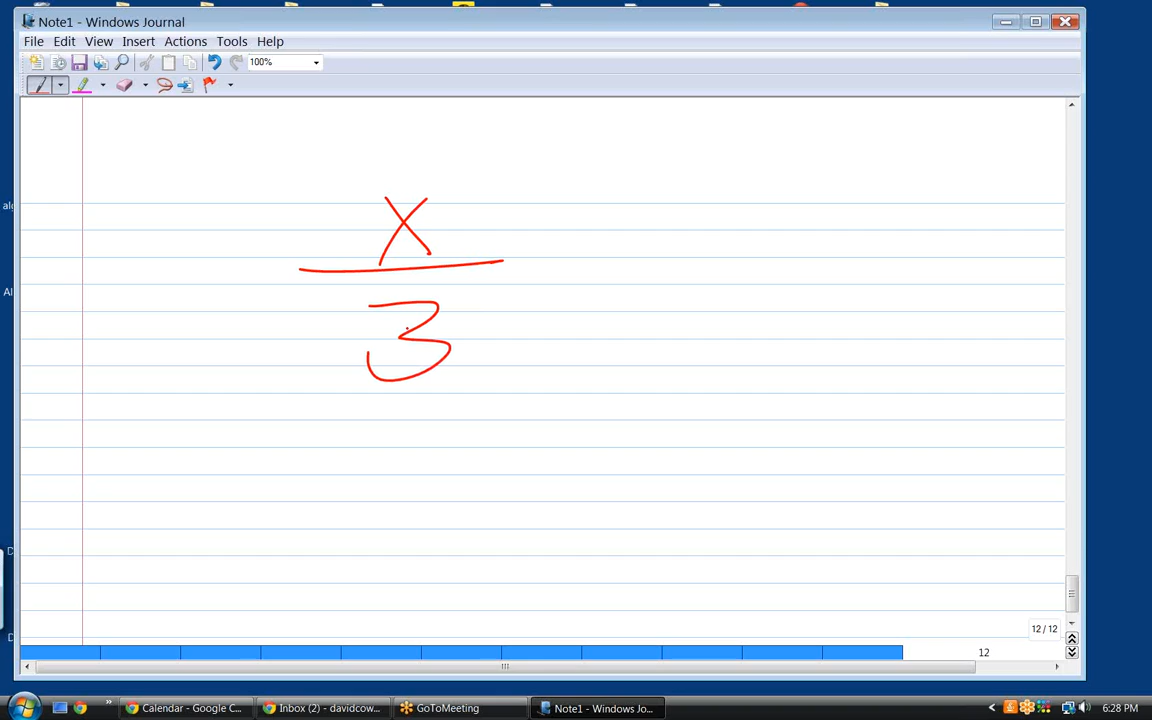 Note1 - Windows Journal
File Edit View Insert Actions Tools Help
100%
x
3
12 / 12
12
Calendar - Google C... Inbox (2) - davidcow... GoToMeeting Note1 - Windows Jo... 6:28 PM